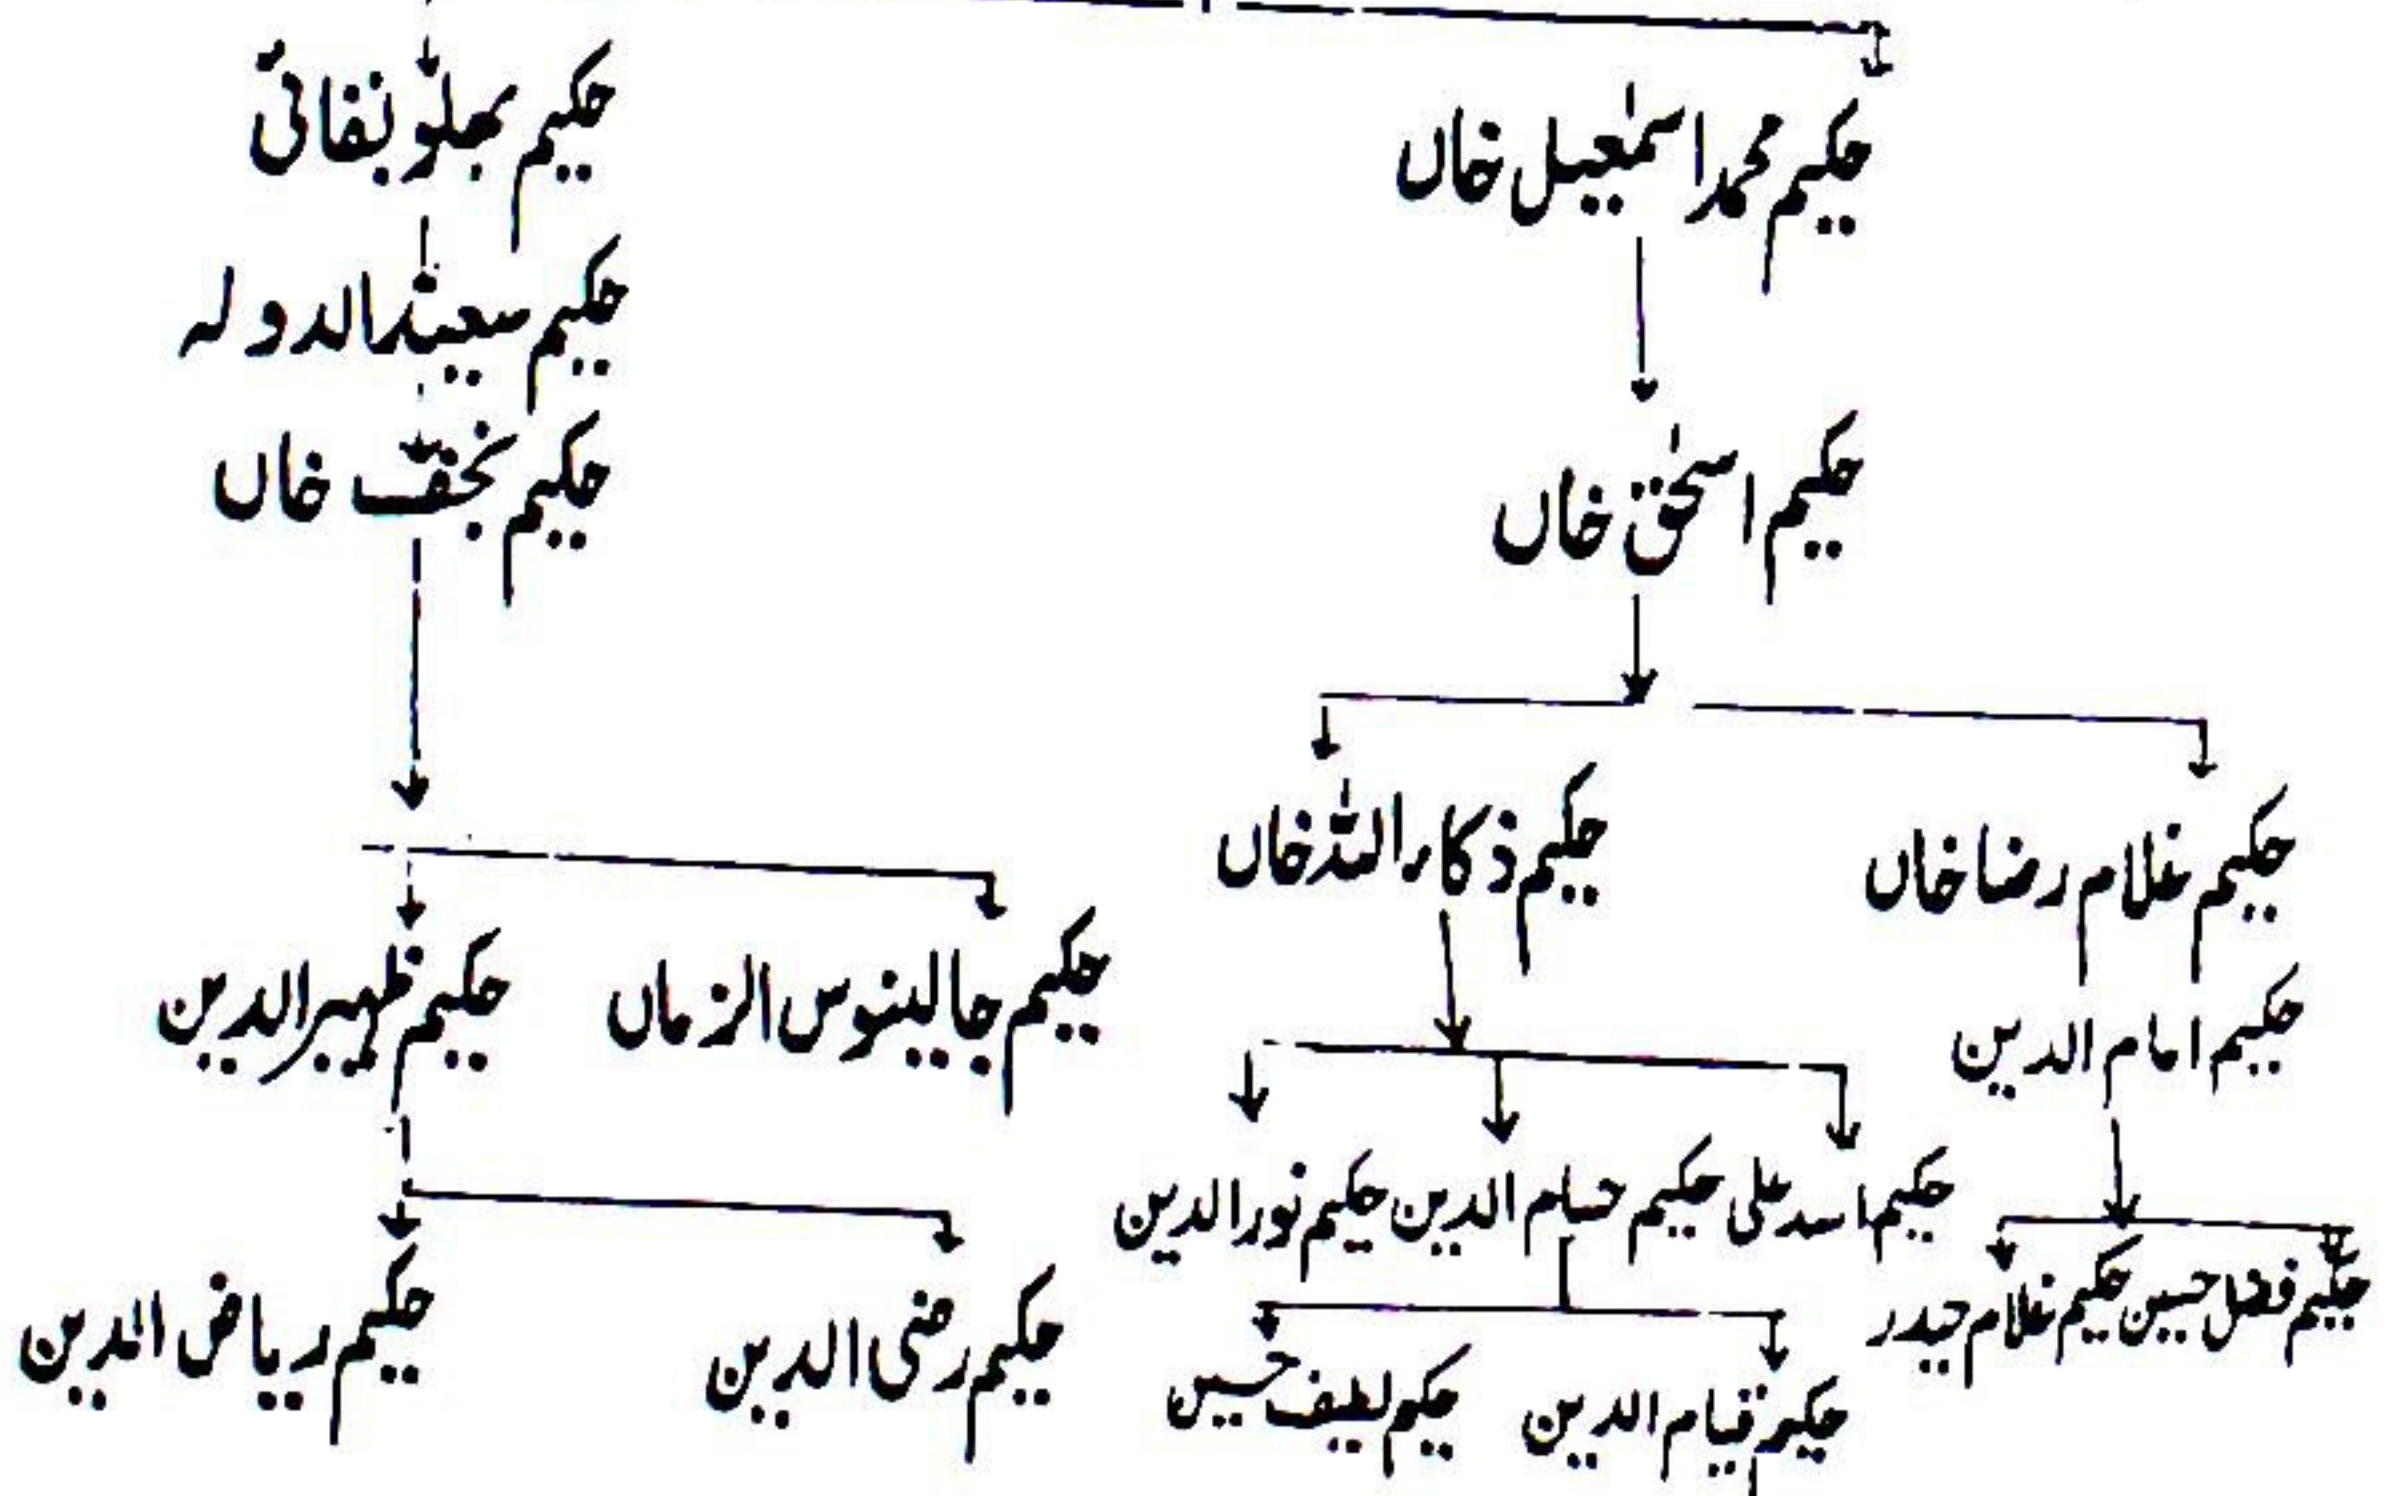 حکیم محمد اسمٰعیل خاں
حکیم بھلّو بقائی
حکیم سعید الدولہ
حکیم اسحٰق خاں
حکیم نجف خاں
حکیم غلام رضا خاں
حکیم ذکاراللہ خاں
حکیم جالینوس الزماں
حکیم ظہیر الدین
حکیم امام الدین
حکیم اسد علی حکیم حسام الدین حکیم نور الدین
حکیم فضل حسین حکیم غلام حیدر
حکیم رضی الدین
حکیم ریاض الدین
حکیم قیام الدین
حکیم لطیف حسین